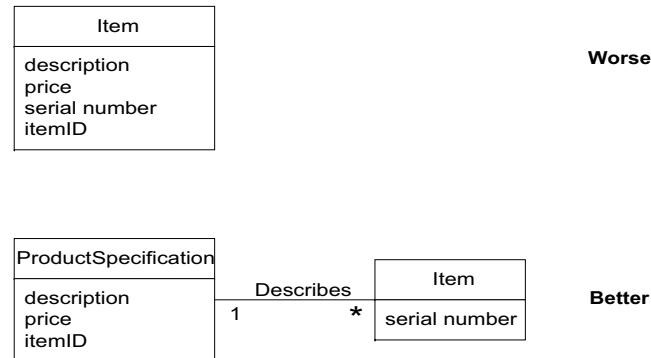 Item
description
price
serial number
itemID
Worse
ProductSpecification
description
price
itemID
Describes
1
*
Item
serial number
Better